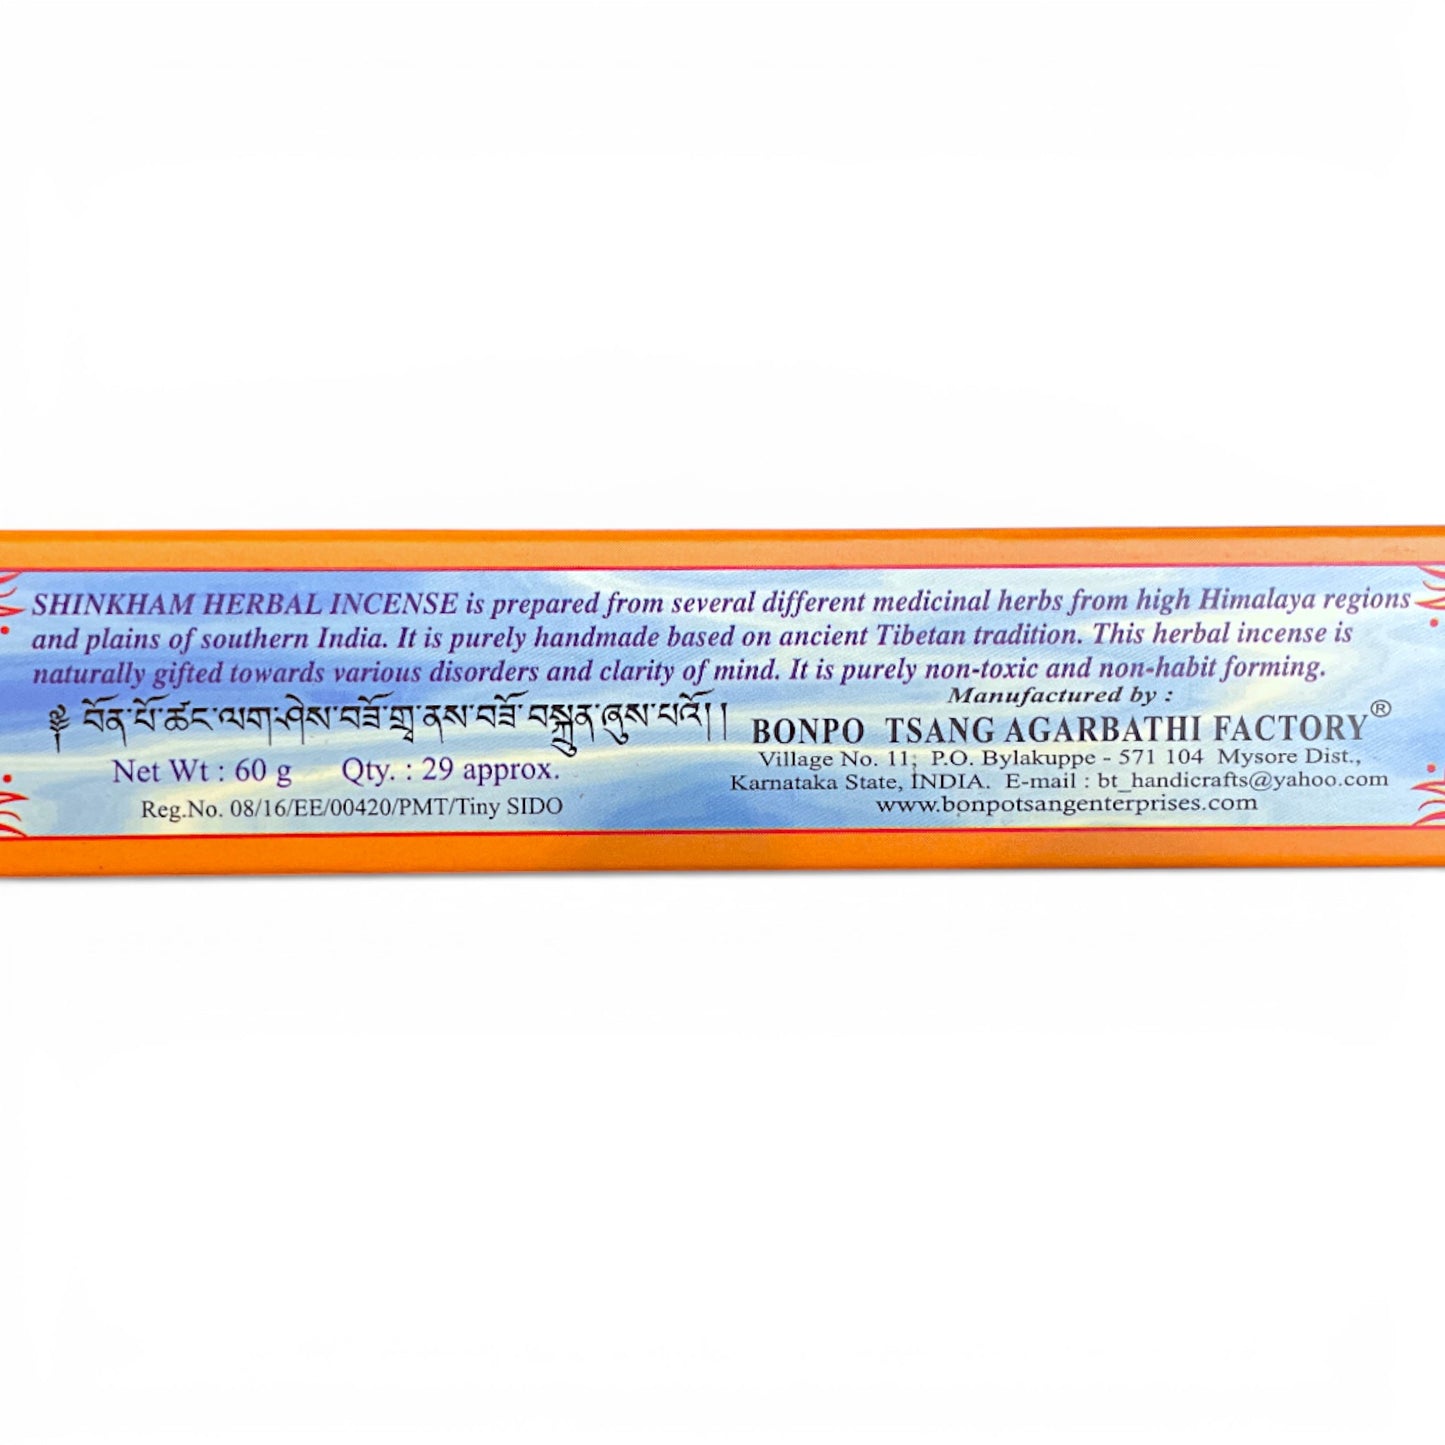 SHINKHAM HERBAL INCENSE is prepared from several different medicinal herbs from high Himalaya regions
and plains of southern India. It is purely handmade based on ancient Tibetan tradition. This herbal incense is
naturally gifted towards various disorders and clarity of mind. It is purely non-toxic and non-habit forming.
༈ བོན་པོ་ཚང་ལག་ཤེས་བཟོ་གྲྭ་ནས་བཟོ་བསྐྲུན་ཞུས་པའོ།།
Net Wt : 60 g Qty. : 29 approx.
Reg.No. 08/16/EE/00420/PMT/Tiny SIDO
Manufactured by :
BONPO TSANG AGARBATHI FACTORY®
Village No. 11; P.O. Bylakuppe - 571 104 Mysore Dist.,
Karnataka State, INDIA. E-mail : bt_handicrafts@yahoo.com
www.bonpotsangenterprises.com